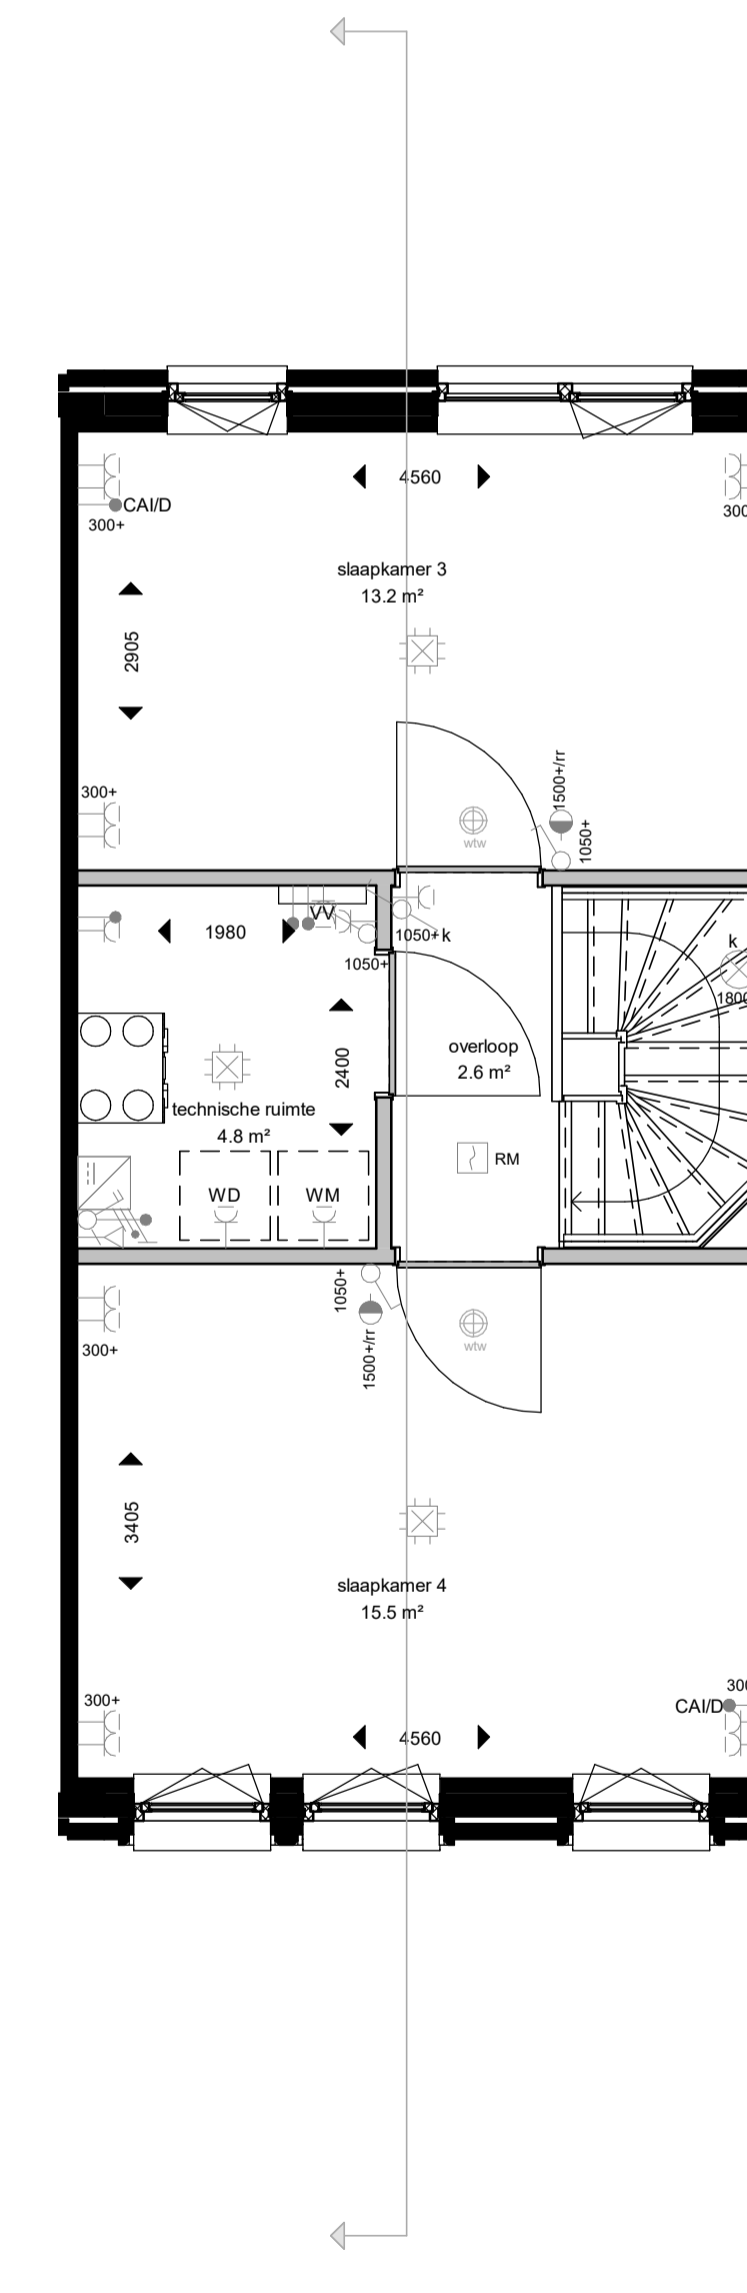 4560
CAI/D
300+
300
slaapkamer 3
13.2 m²
2905
300+
1500+/rr
1050+
wtw
VV
1980
1050+k
1050+
k
1800
2400
overloop
2.6 m²
technische ruimte
4.8 m²
RM
WD
WM
1050+
1500+/rr
wtw
300+
3405
slaapkamer 4
15.5 m²
300+
300
CAI/D
4560